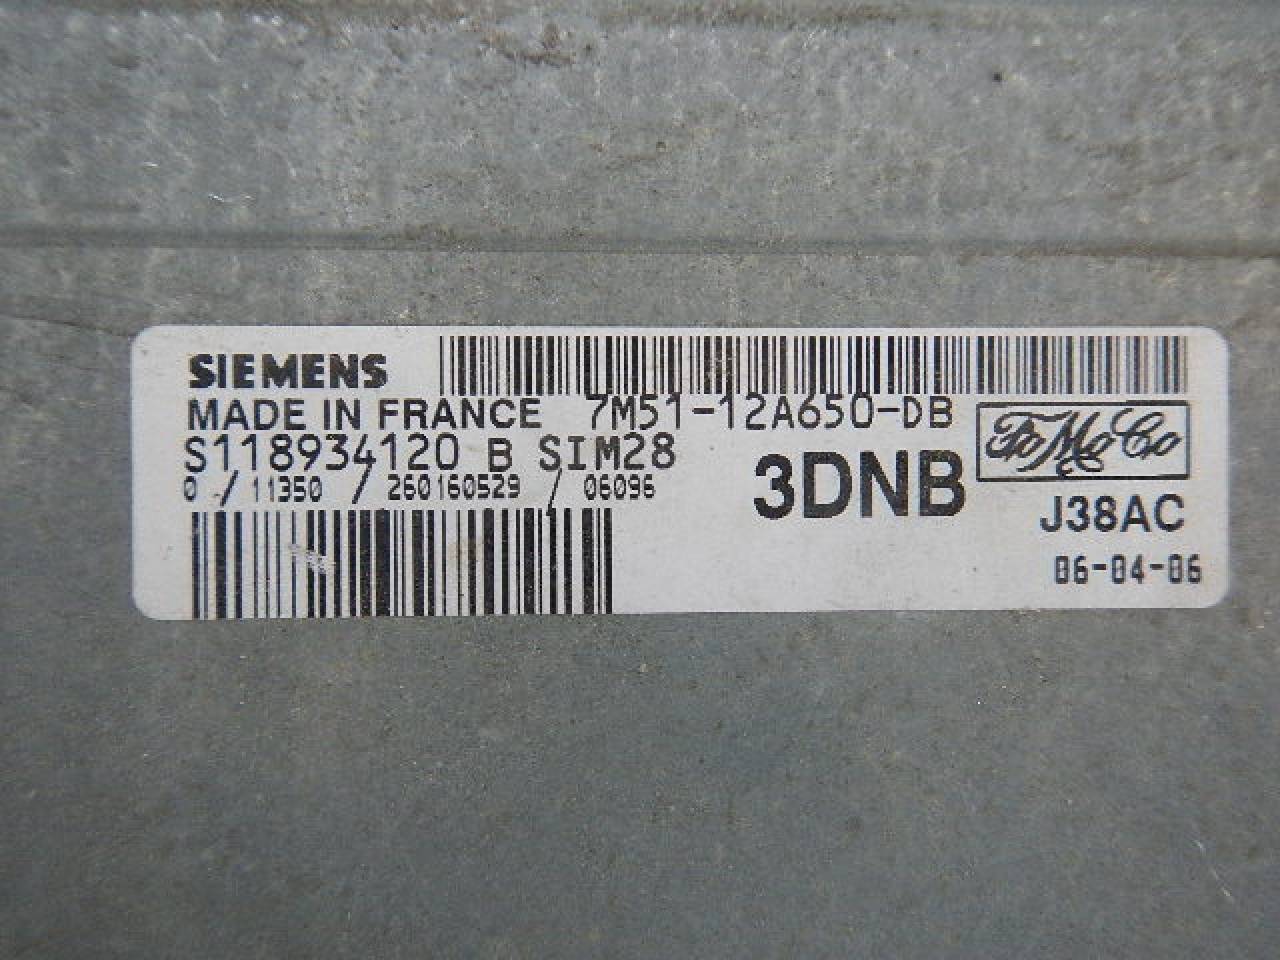 SIEMENS
MADE IN FRANCE 7M51-12A650-DB
S118934120 B SIM28
FoMoCo
0 / 11350 / 260160529 / 06096
3DNB
J38AC
06-04-06